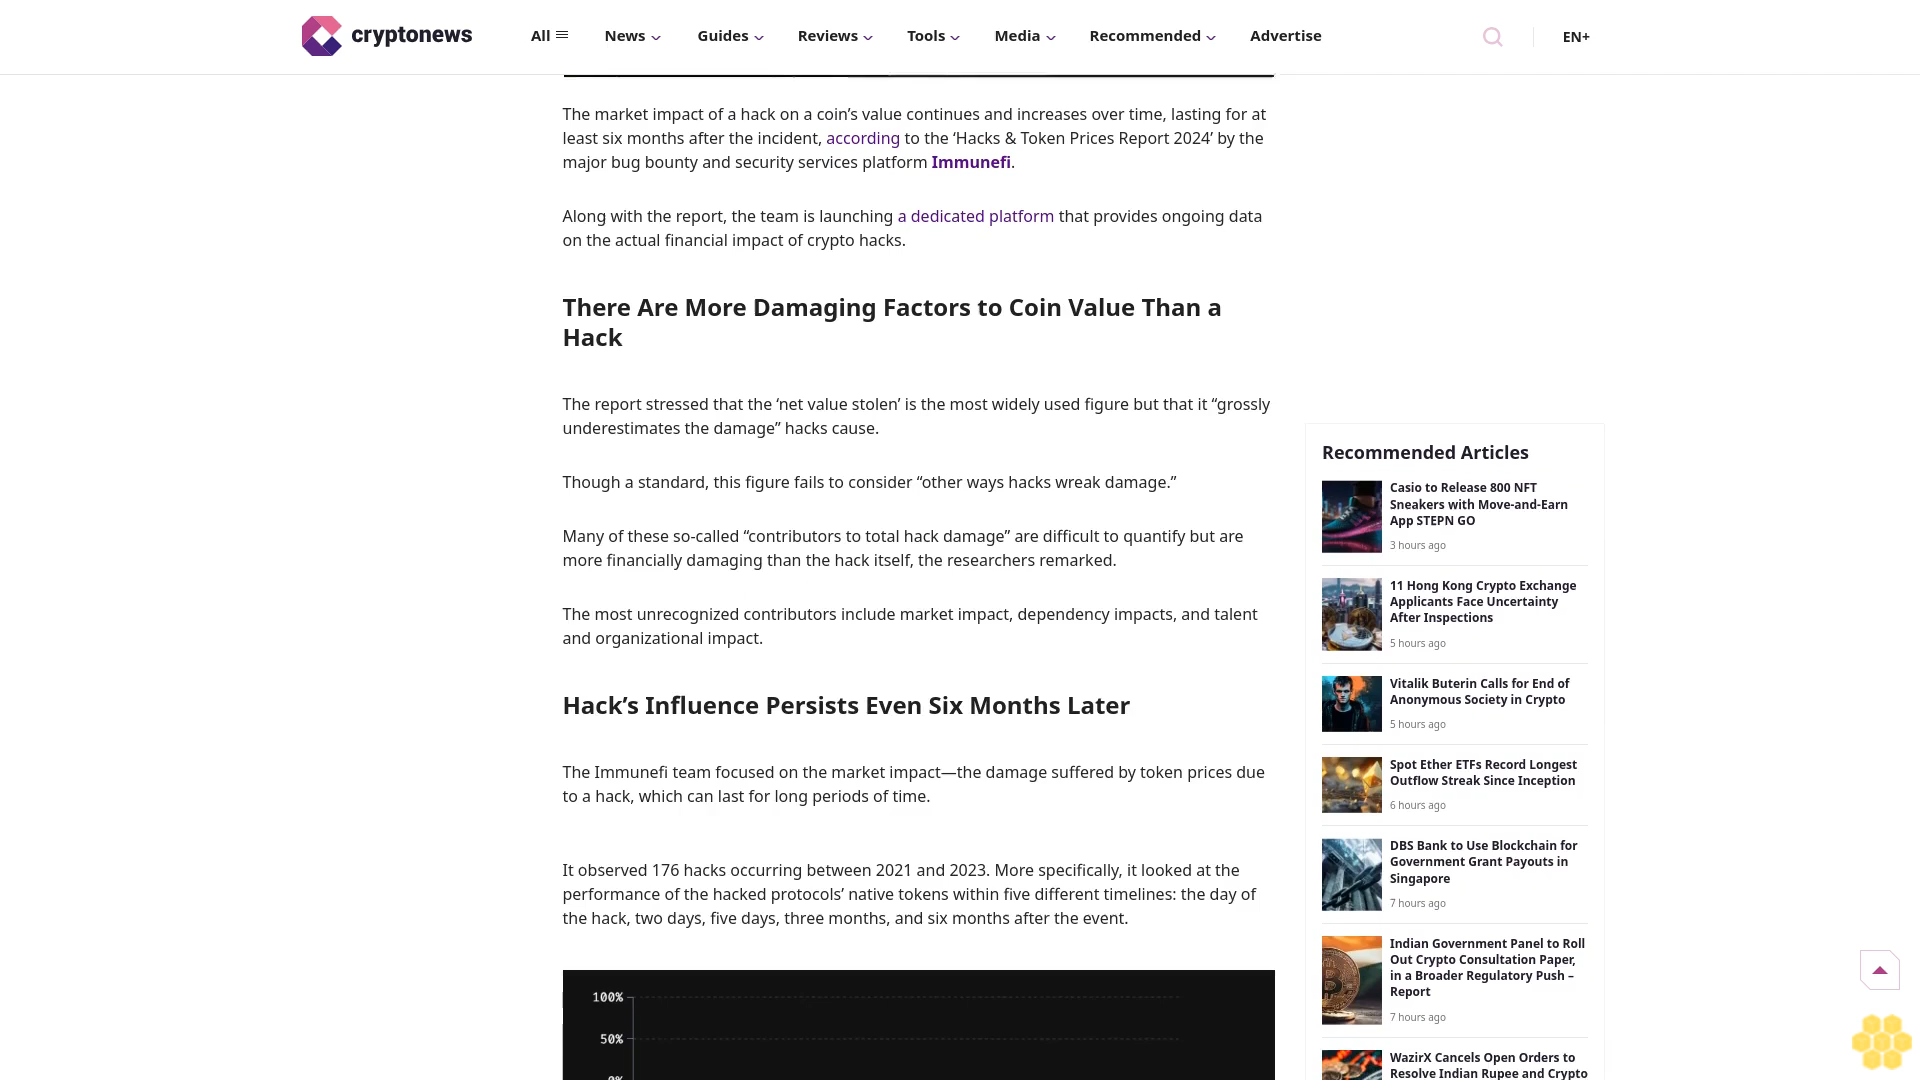 cryptonews
All
News
Guides
Reviews
Tools
Media
Recommended
Advertise
EN+
The market impact of a hack on a coin’s value continues and increases over time, lasting for at
least six months after the incident, according to the ‘Hacks & Token Prices Report 2024’ by the
major bug bounty and security services platform Immunefi.
Along with the report, the team is launching a dedicated platform that provides ongoing data
on the actual financial impact of crypto hacks.
There Are More Damaging Factors to Coin Value Than a
Hack
The report stressed that the ‘net value stolen’ is the most widely used figure but that it “grossly
underestimates the damage” hacks cause.
Though a standard, this figure fails to consider “other ways hacks wreak damage.”
Many of these so-called “contributors to total hack damage” are difficult to quantify but are
more financially damaging than the hack itself, the researchers remarked.
The most unrecognized contributors include market impact, dependency impacts, and talent
and organizational impact.
Hack’s Influence Persists Even Six Months Later
The Immunefi team focused on the market impact—the damage suffered by token prices due
to a hack, which can last for long periods of time.
It observed 176 hacks occurring between 2021 and 2023. More specifically, it looked at the
performance of the hacked protocols’ native tokens within five different timelines: the day of
the hack, two days, five days, three months, and six months after the event.
100%
50%
0%
Recommended Articles
Casio to Release 800 NFT
Sneakers with Move-and-Earn
App STEPN GO
3 hours ago
11 Hong Kong Crypto Exchange
Applicants Face Uncertainty
After Inspections
5 hours ago
Vitalik Buterin Calls for End of
Anonymous Society in Crypto
5 hours ago
Spot Ether ETFs Record Longest
Outflow Streak Since Inception
6 hours ago
DBS Bank to Use Blockchain for
Government Grant Payouts in
Singapore
7 hours ago
Indian Government Panel to Roll
Out Crypto Consultation Paper,
in a Broader Regulatory Push –
Report
7 hours ago
WazirX Cancels Open Orders to
Resolve Indian Rupee and Crypto